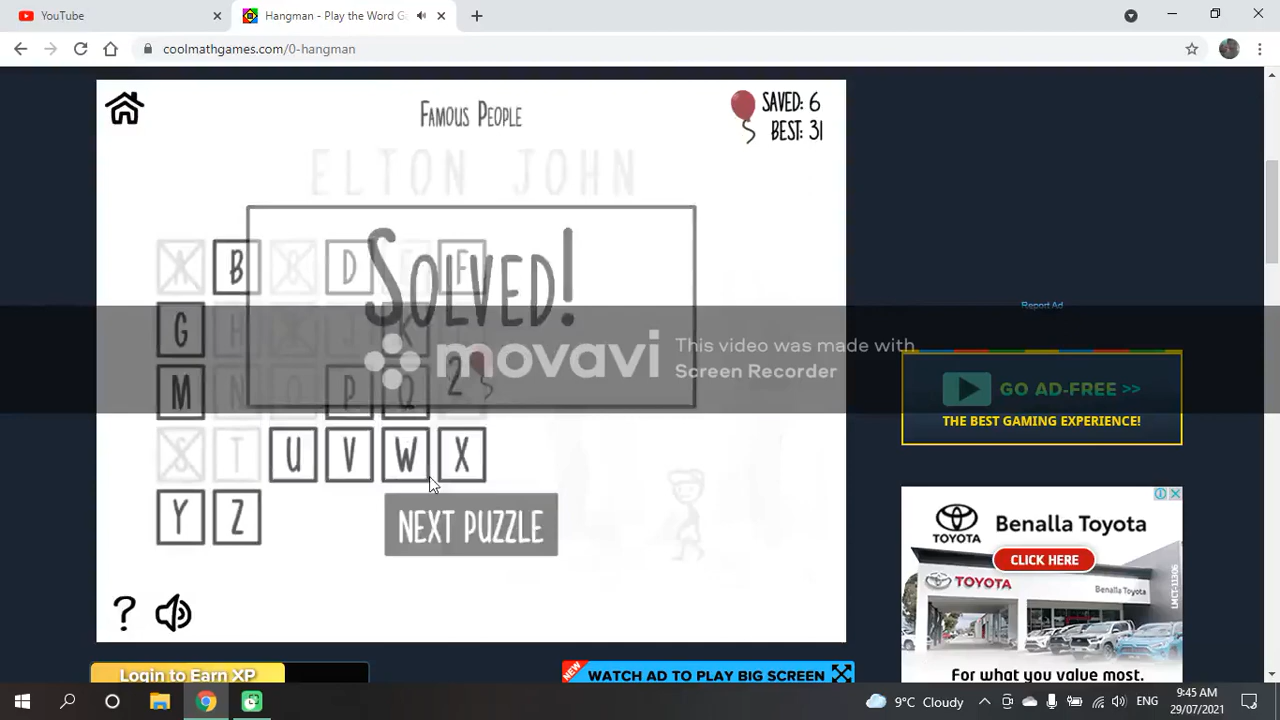 YouTube
Hangman - Play the Word G
coolmathgames.com/0-hangman
FAMOUS PEOPLE
SAVED: 6
BEST: 31
ELTON JOHN
SOLVED!
2
A B D F
G H J K
M N O P Q
S T U V W X
Y Z
NEXT PUZZLE
?
movavi
This video was made with
Screen Recorder
Report Ad
GO AD-FREE >>
THE BEST GAMING EXPERIENCE!
TOYOTA
Benalla Toyota
CLICK HERE
TOYOTA
Benalla Toyota
LMCT-11306
For what you value most.
Login to Earn XP
NEW
WATCH AD TO PLAY BIG SCREEN
9°C Cloudy
ENG
9:45 AM
29/07/2021